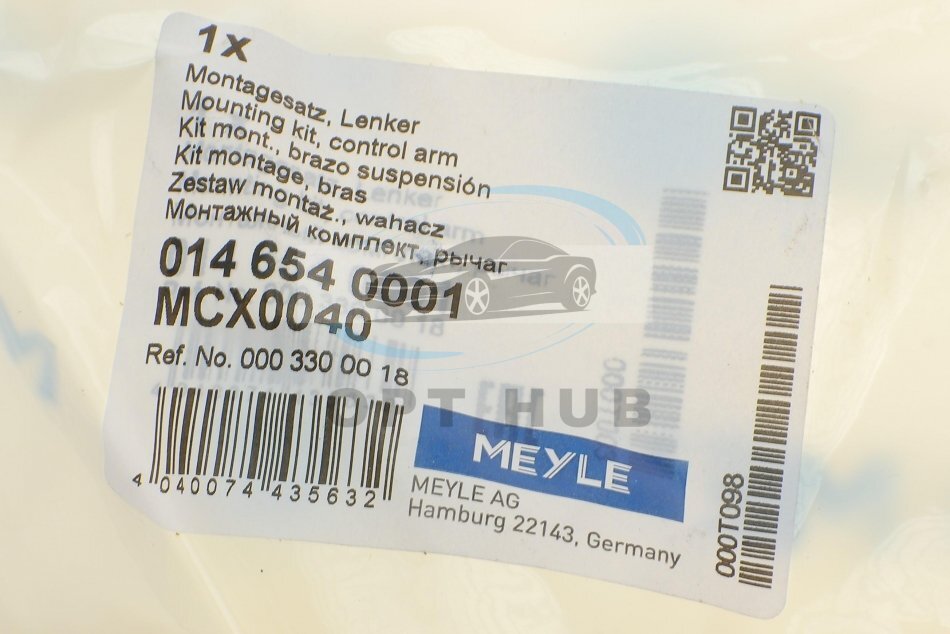 1x
Montagesatz, Lenker
Mounting kit, control arm
Kit mont., brazo suspensión
Kit montage, bras
Zestaw montaż., wahacz
Монтажный комплект, рычаг
014 654 0001
MCX0040
Ref. No. 000 330 00 18
4 040074 435632
OPT HUB
MEYLE
MEYLE AG
Hamburg 22143, Germany
000T098